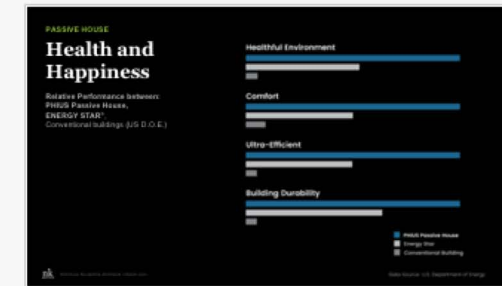 PASSIVE HOUSE
Health and
Happiness
Relative Performance between:
PHIUS Passive House,
ENERGY STAR®,
Conventional buildings (US D.O.E.)
Healthful Environment
Comfort
Ultra-Efficient
Building Durability
PHIUS Passive House
Energy Star
Conventional Building
nk
Data Source: U.S. Department of Energy